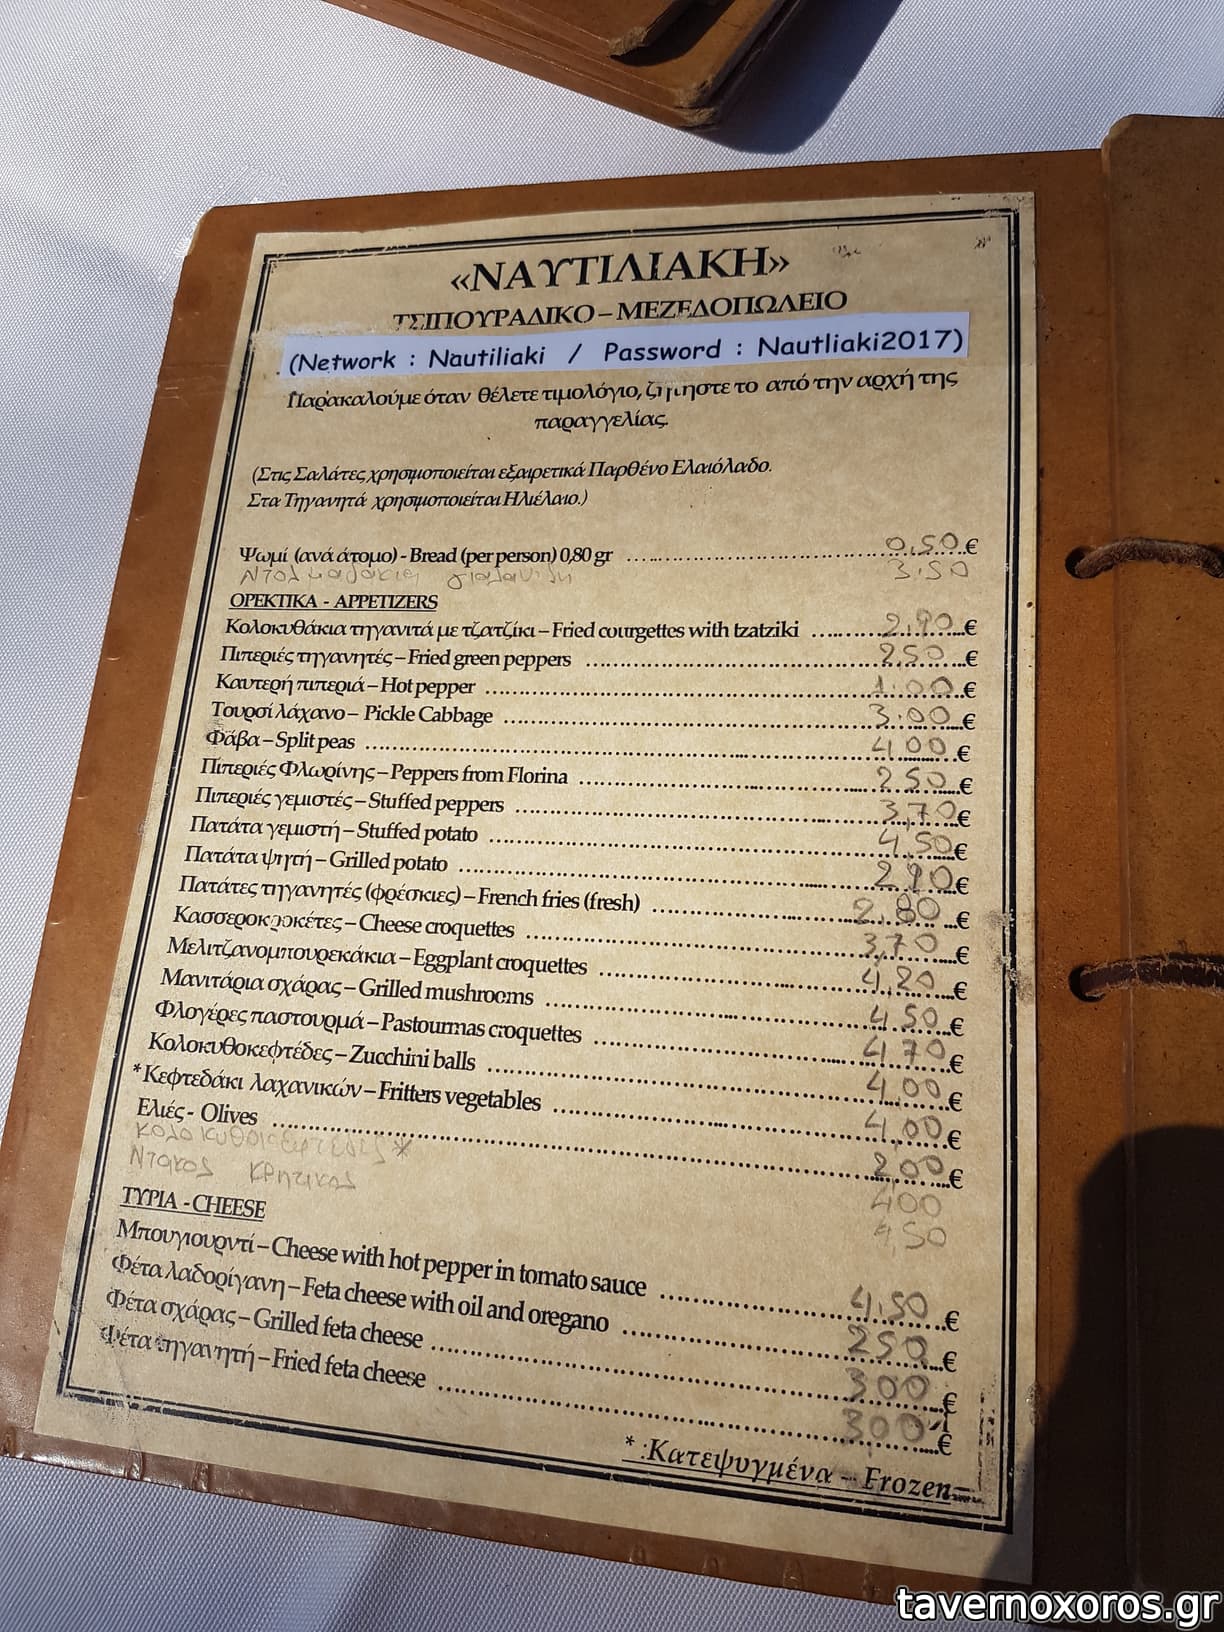 «ΝΑΥΤΙΛΙΑΚΗ»
ΤΣΙΠΟΥΡΑΔΙΚΟ – ΜΕΖΕΔΟΠΩΛΕΙΟ
(Network : Nautiliaki / Password : Nautliaki2017)
Παρακαλούμε όταν θέλετε τιμολόγιο, ζητήστε το από την αρχή της
παραγγελίας.
(Στις Σαλάτες χρησιμοποιείται εξαιρετικά Παρθένο Ελαιόλαδο.
Στα Τηγανητά χρησιμοποιείται Ηλιέλαιο.)
Ψωμί (ανά άτομο) - Bread (per person) 0,80 gr 0,50 €
Ντολμαδάκια γιαλαντζί 3.50
ΟΡΕΚΤΙΚΑ - APPETIZERS
Κολοκυθάκια τηγανιτά με τζατζίκι – Fried courgettes with tzatziki 2,90 €
Πιπεριές τηγανητές – Fried green peppers 2,50 €
Καυτερή πιπεριά – Hot pepper 1.00 €
Τουρσί λάχανο – Pickle Cabbage 3.00 €
Φάβα – Split peas 4,00 €
Πιπεριές Φλωρίνης – Peppers from Florina 2,50 €
Πιπεριές γεμιστές – Stuffed peppers 3,70 €
Πατάτα γεμιστή – Stuffed potato 4,50 €
Πατάτα ψητή – Grilled potato 2,90 €
Πατάτες τηγανητές (φρέσκιες) – French fries (fresh) 2,80 €
Κασσεροκροκέτες – Cheese croquettes 3,70 €
Μελιτζανομπουρεκάκια – Eggplant croquettes 4,20 €
Μανιτάρια σχάρας – Grilled mushrooms 4,50 €
Φλογέρες παστουρμά – Pastourmas croquettes 4,70 €
Κολοκυθοκεφτέδες – Zucchini balls 4,00 €
*Κεφτεδάκι λαχανικών – Fritters vegetables 4,00 €
Ελιές - Olives 2,00 €
κολοκυθοκεφτέδες* 400
Ντακος Κρητικος 4,50
ΤΥΡΙΑ - CHEESE
Μπουγιουρντί – Cheese with hot pepper in tomato sauce 4,50 €
Φέτα λαδορίγανη – Feta cheese with oil and oregano 2,50 €
Φέτα σχάρας – Grilled feta cheese 3,00 €
Φέτα τηγανητή – Fried feta cheese 3,00 €
* :Κατεψυγμένα – Frozen
tavernoxoros.gr